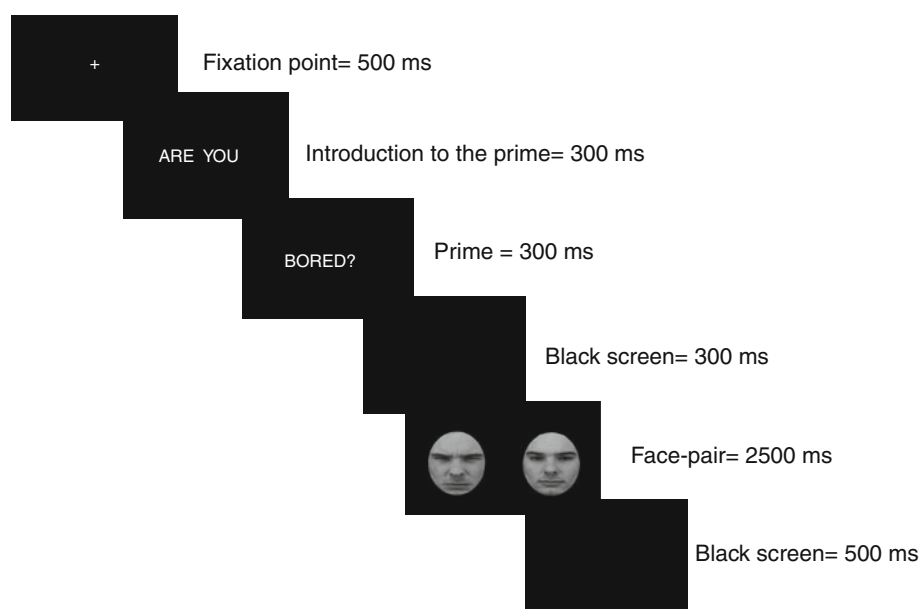 +
Fixation point= 500 ms
ARE YOU
Introduction to the prime= 300 ms
BORED?
Prime = 300 ms
Black screen= 300 ms
Face-pair= 2500 ms
Black screen= 500 ms